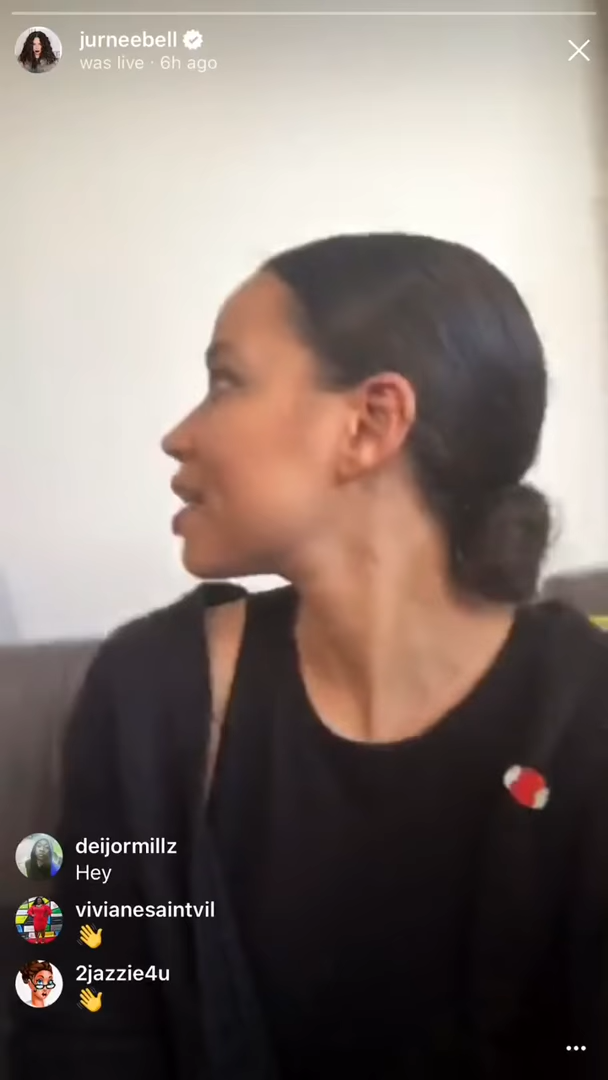 jurneebell
was live · 6h ago
deijormillz
Hey
vivianesaintvil
👋
2jazzie4u
👋